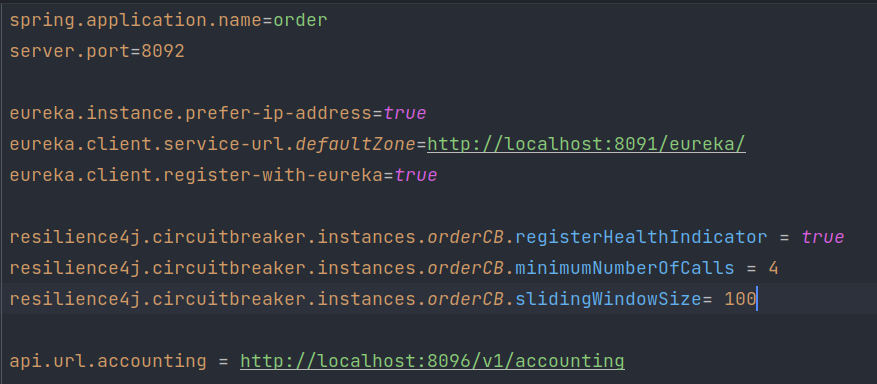 spring.application.name=order
server.port=8092
eureka.instance.prefer-ip-address=true
eureka.client.service-url.defaultZone=http://localhost:8091/eureka/
eureka.client.register-with-eureka=true
resilience4j.circuitbreaker.instances.orderCB.registerHealthIndicator = true
resilience4j.circuitbreaker.instances.orderCB.minimumNumberOfCalls = 4
resilience4j.circuitbreaker.instances.orderCB.slidingWindowSize= 100
api.url.accounting = http://localhost:8096/v1/accounting